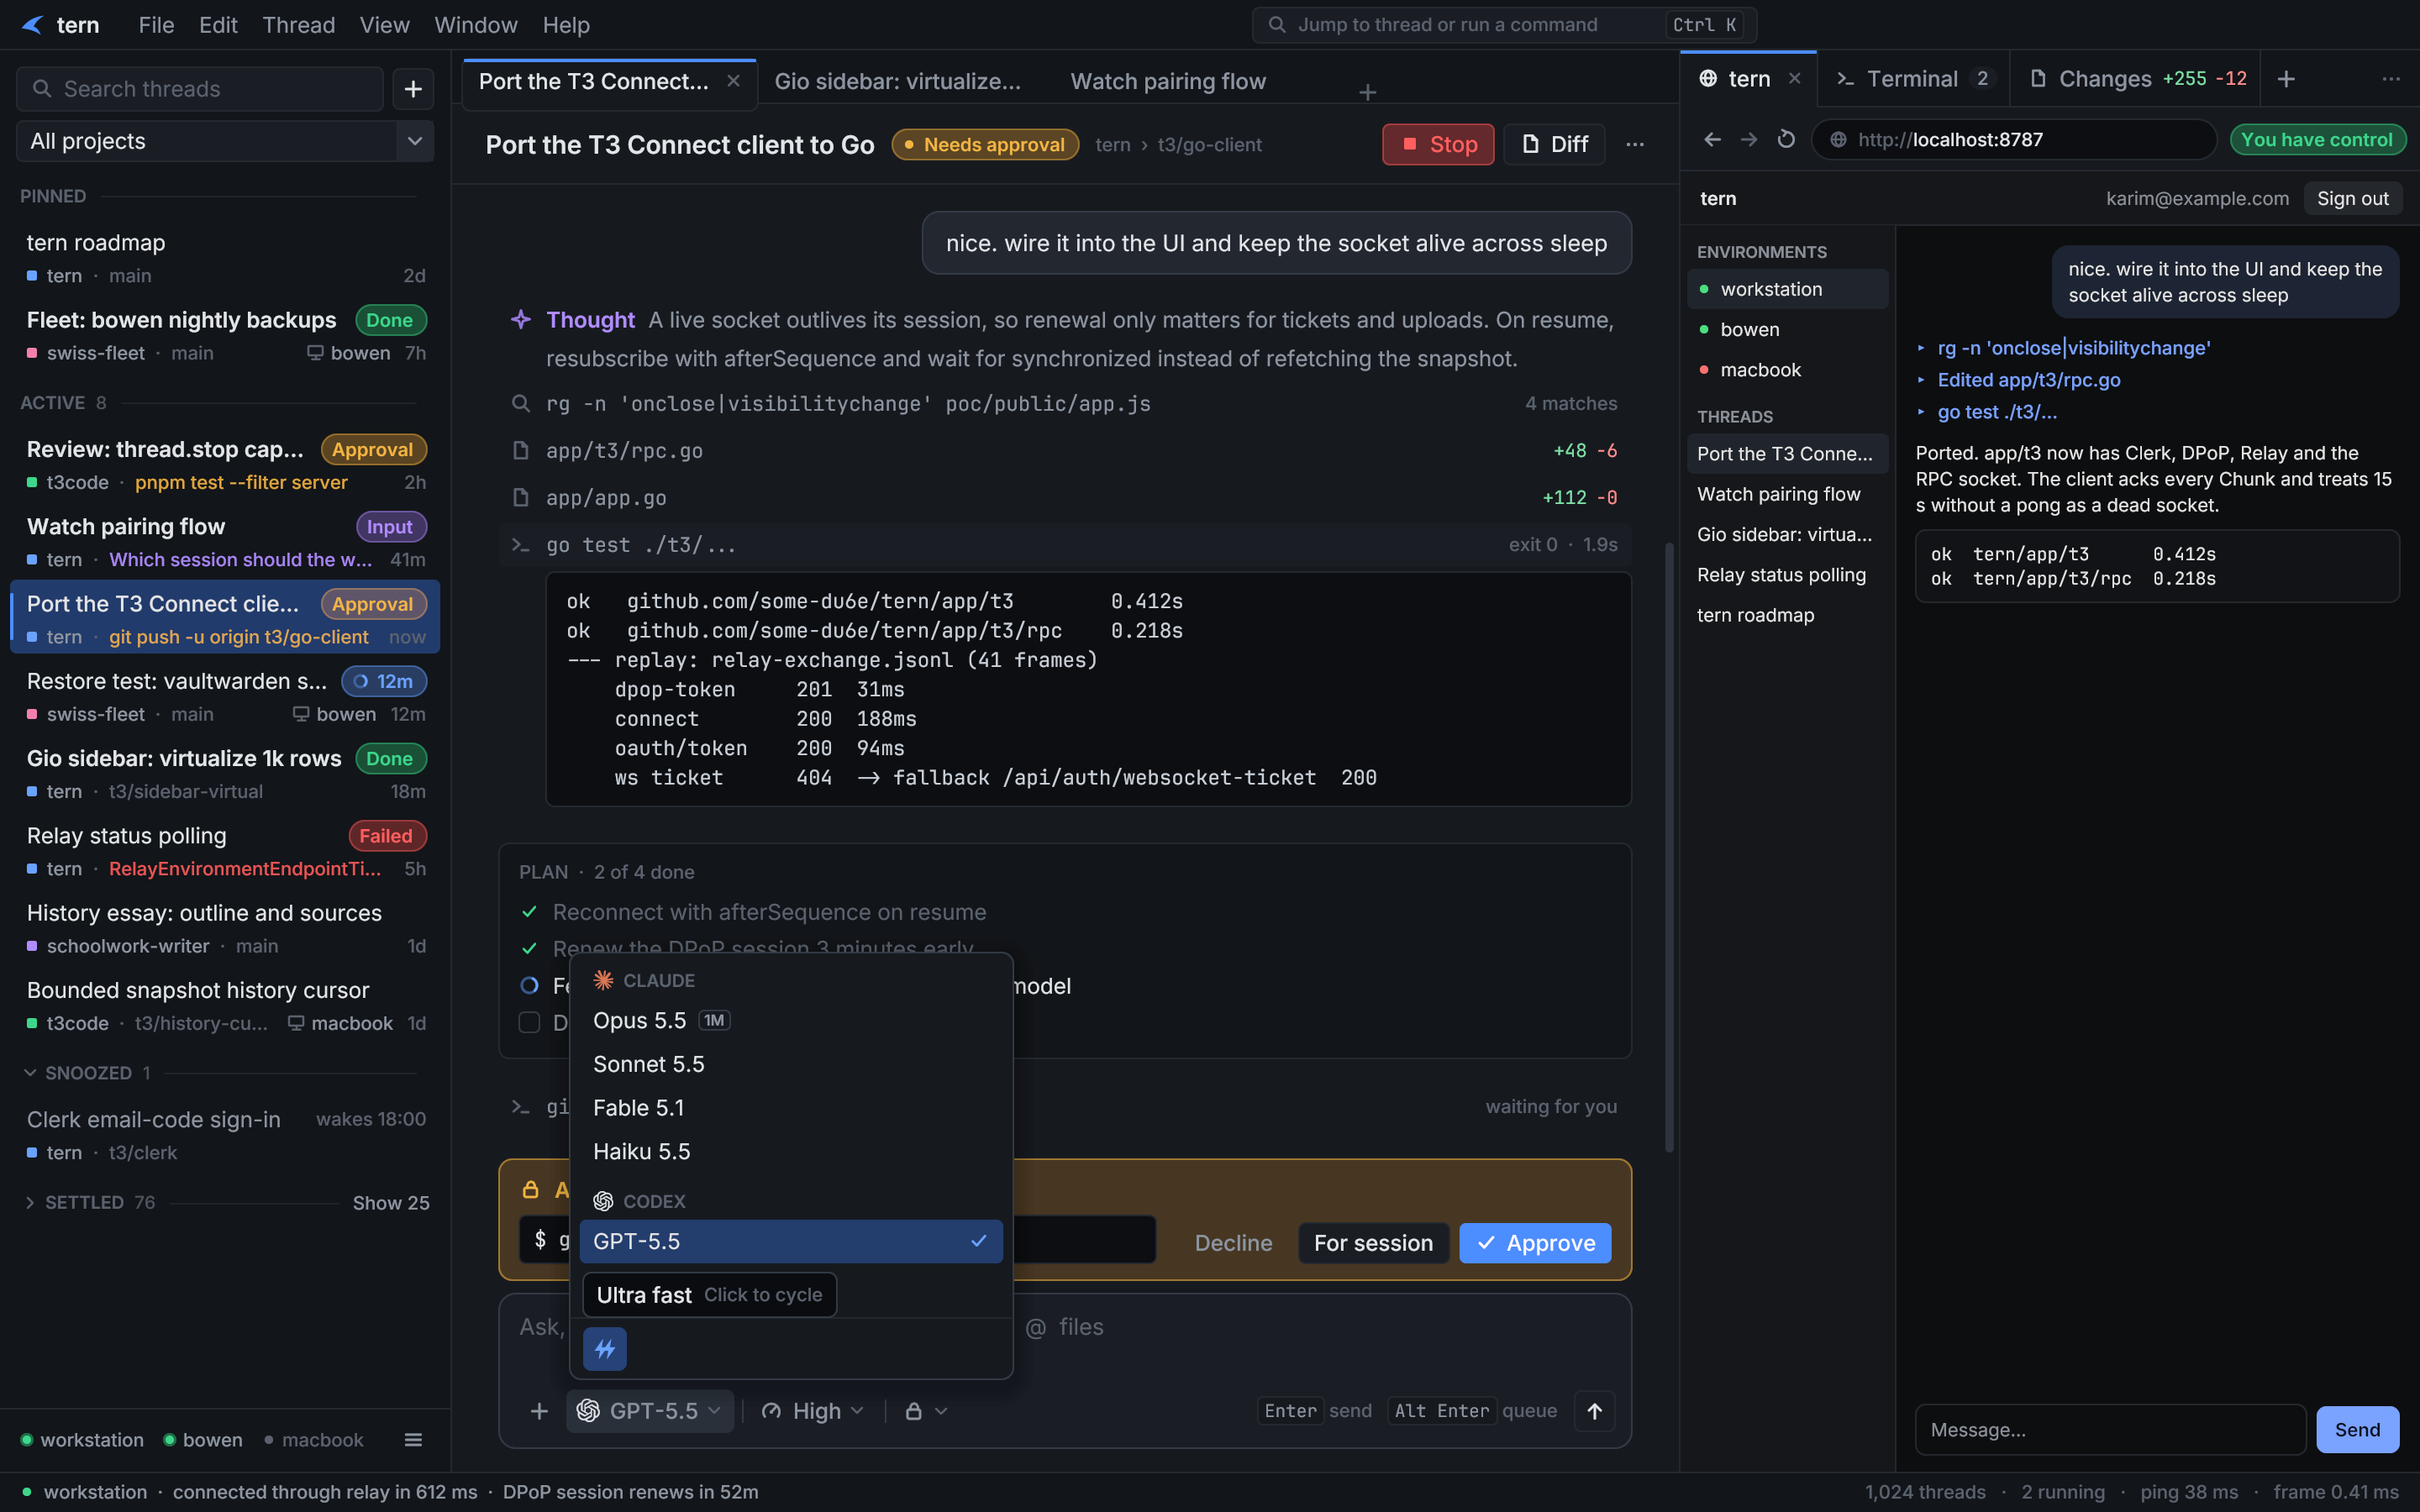 tern File Edit Thread View Window Help
Jump to thread or run a command Ctrl K
Search threads
All projects
PINNED
tern roadmap
tern · main 2d
Fleet: bowen nightly backups Done
swiss-fleet · main bowen 7h
ACTIVE 8
Review: thread.stop cap... Approval
t3code · pnpm test --filter server 2h
Watch pairing flow Input
tern · Which session should the w... 41m
Port the T3 Connect clie... Approval
tern · git push -u origin t3/go-client now
Restore test: vaultwarden s... 12m
swiss-fleet · main bowen 12m
Gio sidebar: virtualize 1k rows Done
tern · t3/sidebar-virtual 18m
Relay status polling Failed
tern · RelayEnvironmentEndpointTi... 5h
History essay: outline and sources
schoolwork-writer · main 1d
Bounded snapshot history cursor
t3code · t3/history-cu... macbook 1d
SNOOZED 1
Clerk email-code sign-in wakes 18:00
tern · t3/clerk
SETTLED 76 Show 25
workstation bowen macbook
Port the T3 Connect... Gio sidebar: virtualize... Watch pairing flow
Port the T3 Connect client to Go Needs approval tern › t3/go-client Stop Diff
nice. wire it into the UI and keep the socket alive across sleep
Thought A live socket outlives its session, so renewal only matters for tickets and uploads. On resume,
resubscribe with afterSequence and wait for synchronized instead of refetching the snapshot.
rg -n 'onclose|visibilitychange' poc/public/app.js 4 matches
app/t3/rpc.go +48 -6
app/app.go +112 -0
go test ./t3/... exit 0 · 1.9s
ok github.com/some-du6e/tern/app/t3 0.412s
ok github.com/some-du6e/tern/app/t3/rpc 0.218s
--- replay: relay-exchange.jsonl (41 frames)
dpop-token 201 31ms
connect 200 188ms
oauth/token 200 94ms
ws ticket 404 —> fallback /api/auth/websocket-ticket 200
PLAN · 2 of 4 done
Reconnect with afterSequence on resume
Renew the DPoP session 3 minutes early
Fe model
D
gi waiting for you
A
$ g Decline For session Approve
CLAUDE
Opus 5.5 1M
Sonnet 5.5
Fable 5.1
Haiku 5.5
CODEX
GPT-5.5
Ultra fast Click to cycle
Ask, @ files
GPT-5.5 High Enter send Alt Enter queue
tern Terminal 2 Changes +255 -12
http://localhost:8787 You have control
tern karim@example.com Sign out
ENVIRONMENTS
workstation
bowen
macbook
THREADS
Port the T3 Conne...
Watch pairing flow
Gio sidebar: virtua...
Relay status polling
tern roadmap
nice. wire it into the UI and keep the
socket alive across sleep
rg -n 'onclose|visibilitychange'
Edited app/t3/rpc.go
go test ./t3/...
Ported. app/t3 now has Clerk, DPoP, Relay and the
RPC socket. The client acks every Chunk and treats 15
s without a pong as a dead socket.
ok tern/app/t3 0.412s
ok tern/app/t3/rpc 0.218s
Message... Send
workstation · connected through relay in 612 ms · DPoP session renews in 52m
1,024 threads · 2 running · ping 38 ms · frame 0.41 ms